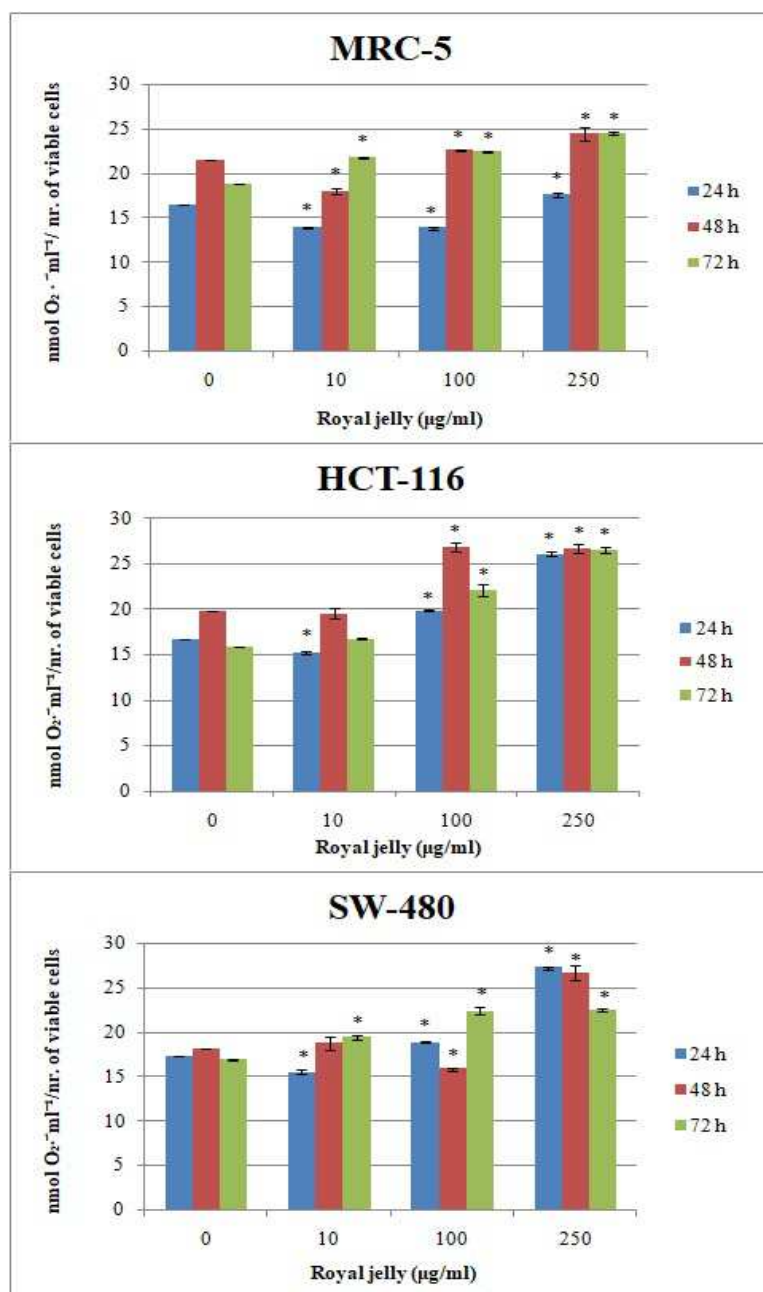 MRC-5
nmol O₂·⁻ml⁻¹/ nr. of viable cells
30
25
20
15
10
5
0
* * * * * * * * *
0 10 100 250
Royal jelly (µg/ml)
24 h
48 h
72 h
HCT-116
nmol O₂·⁻ml⁻¹/nr. of viable cells
30
25
20
15
10
5
0
* * * * * * *
0 10 100 250
Royal jelly (µg/ml)
24 h
48 h
72 h
SW-480
nmol O₂·⁻ml⁻¹/nr. of viable cells
30
25
20
15
10
5
0
* * * * * * * *
0 10 100 250
Royal jelly (µg/ml)
24 h
48 h
72 h